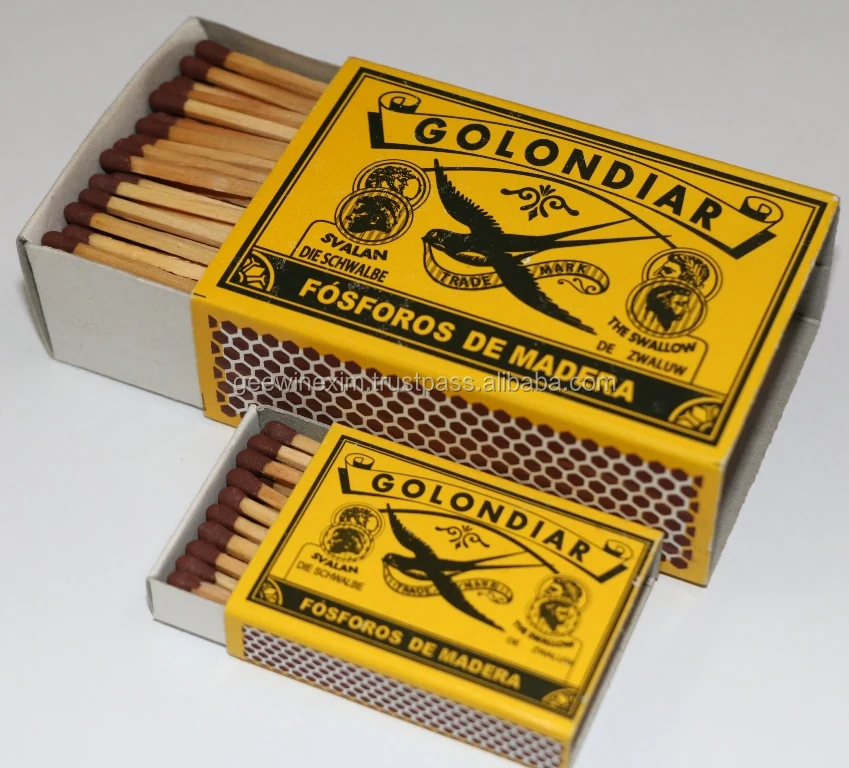 GOLONDIAR
SVALAN
DIE SCHWALBE
TRADE MARK
THE SWALLOW
DE ZWALUW
FÓSFOROS DE MADERA
geewinexim.trustpass.alibaba.com
GOLONDIAR
SVALAN
DIE SCHWALBE
TRADE MARK
THE SWALLOW
DE ZWALUW
FÓSFOROS DE MADERA